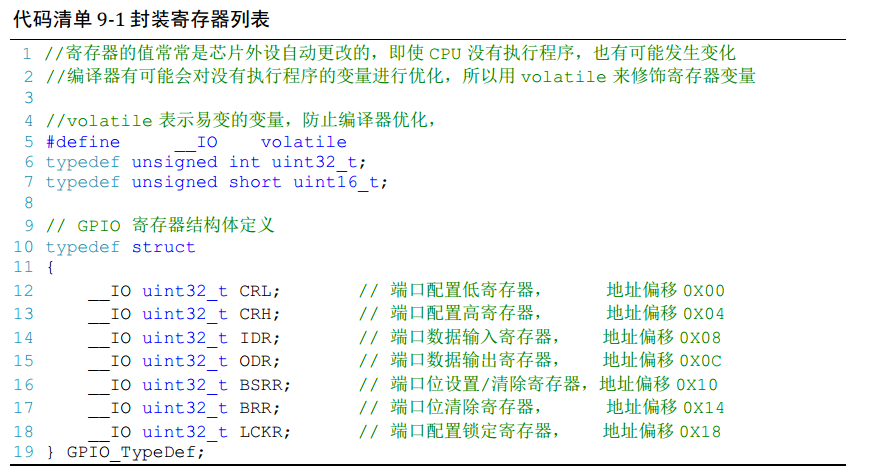 代码清单 9-1 封装寄存器列表
1 //寄存器的值常常是芯片外设自动更改的，即使 CPU 没有执行程序，也有可能发生变化
2 //编译器有可能会对没有执行程序的变量进行优化，所以用 volatile 来修饰寄存器变量
3
4 //volatile 表示易变的变量，防止编译器优化，
5 #define     __IO    volatile
6 typedef unsigned int uint32_t;
7 typedef unsigned short uint16_t;
8
9 // GPIO 寄存器结构体定义
10 typedef struct
11 {
12     __IO uint32_t CRL;       // 端口配置低寄存器，     地址偏移 0X00
13     __IO uint32_t CRH;       // 端口配置高寄存器，     地址偏移 0X04
14     __IO uint32_t IDR;       // 端口数据输入寄存器，   地址偏移 0X08
15     __IO uint32_t ODR;       // 端口数据输出寄存器，   地址偏移 0X0C
16     __IO uint32_t BSRR;      // 端口位设置/清除寄存器，地址偏移 0X10
17     __IO uint32_t BRR;       // 端口位清除寄存器，     地址偏移 0X14
18     __IO uint32_t LCKR;      // 端口配置锁定寄存器，   地址偏移 0X18
19 } GPIO_TypeDef;